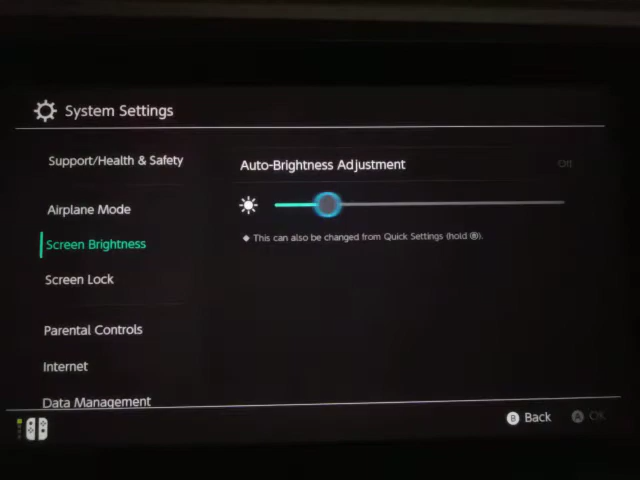 System Settings
Support/Health & Safety
Airplane Mode
Screen Brightness
Screen Lock
Parental Controls
Internet
Data Management
Auto-Brightness Adjustment
Off
◆ This can also be changed from Quick Settings (hold ).
B Back
A OK